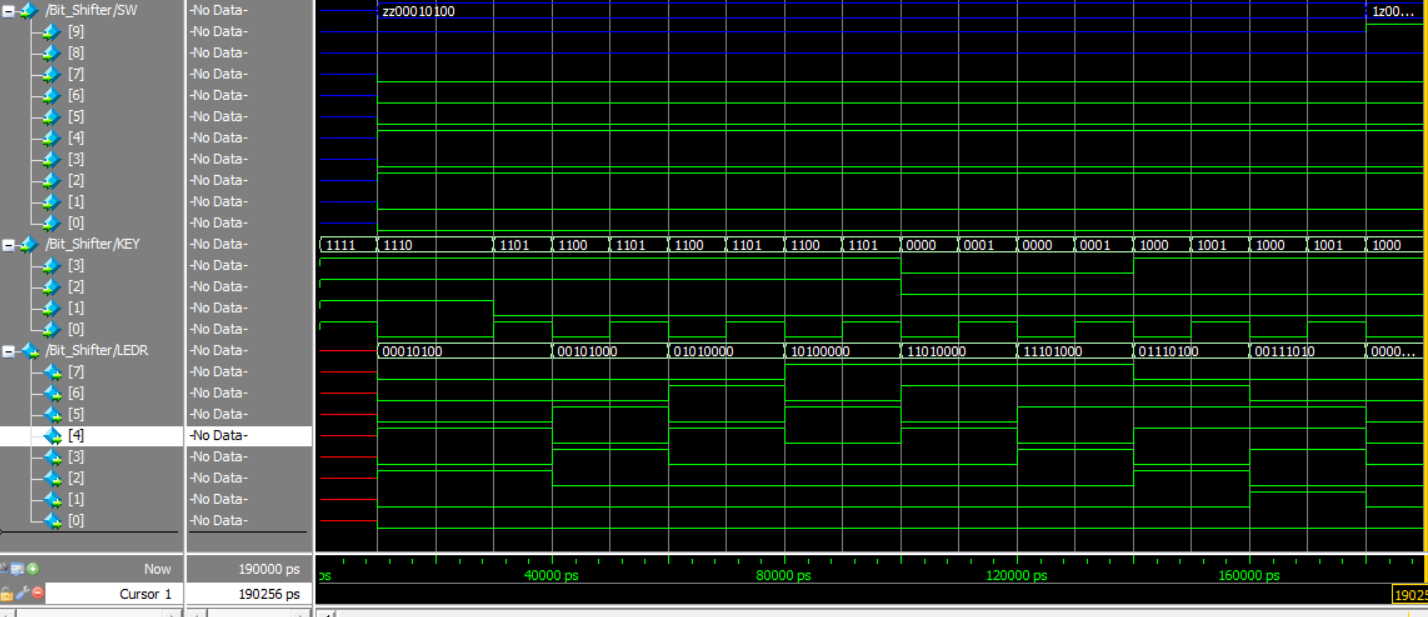 /Bit_Shifter/SW -No Data- zz00010100 1z00...
[9] -No Data-
[8] -No Data-
[7] -No Data-
[6] -No Data-
[5] -No Data-
[4] -No Data-
[3] -No Data-
[2] -No Data-
[1] -No Data-
[0] -No Data-
/Bit_Shifter/KEY -No Data- 1111 1110 1101 1100 1101 1100 1101 1100 1101 0000 0001 0000 0001 1000 1001 1000 1001 1000
[3] -No Data-
[2] -No Data-
[1] -No Data-
[0] -No Data-
/Bit_Shifter/LEDR -No Data- 00010100 00101000 01010000 10100000 11010000 11101000 01110100 00111010 0000...
[7] -No Data-
[6] -No Data-
[5] -No Data-
[4] -No Data-
[3] -No Data-
[2] -No Data-
[1] -No Data-
[0] -No Data-
Now 190000 ps ps 40000 ps 80000 ps 120000 ps 160000 ps
Cursor 1 190256 ps 19025